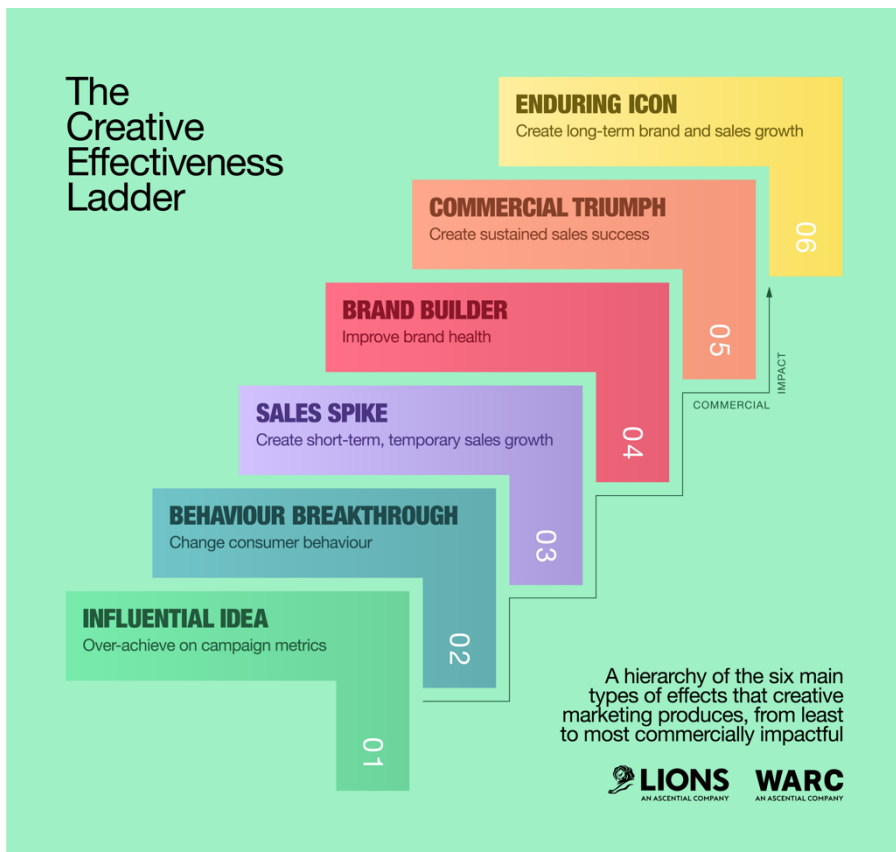 The
Creative
Effectiveness
Ladder
ENDURING ICON
Create long-term brand and sales growth
06
COMMERCIAL TRIUMPH
Create sustained sales success
05
BRAND BUILDER
Improve brand health
04
IMPACT
COMMERCIAL
SALES SPIKE
Create short-term, temporary sales growth
03
BEHAVIOUR BREAKTHROUGH
Change consumer behaviour
02
INFLUENTIAL IDEA
Over-achieve on campaign metrics
01
A hierarchy of the six main
types of effects that creative
marketing produces, from least
to most commercially impactful
LIONS
AN ASCENTIAL COMPANY
WARC
AN ASCENTIAL COMPANY